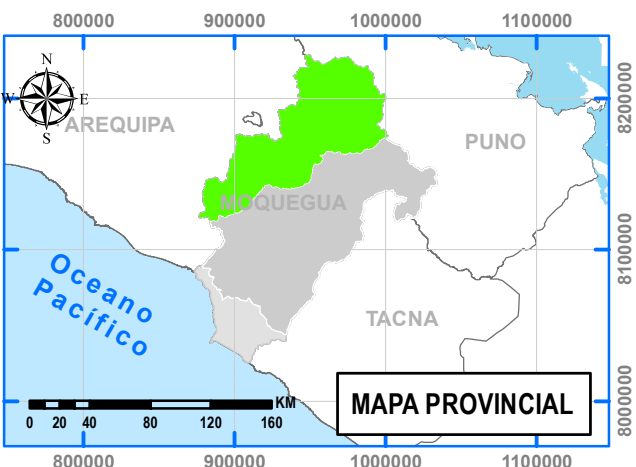 800000 900000 1000000 1100000
N
W E
S
8200000
AREQUIPA
PUNO
MOQUEGUA
8100000
Oceano
Pacífico
TACNA
8000000
KM
0 20 40 80 120 160
MAPA PROVINCIAL
800000 900000 1000000 1100000